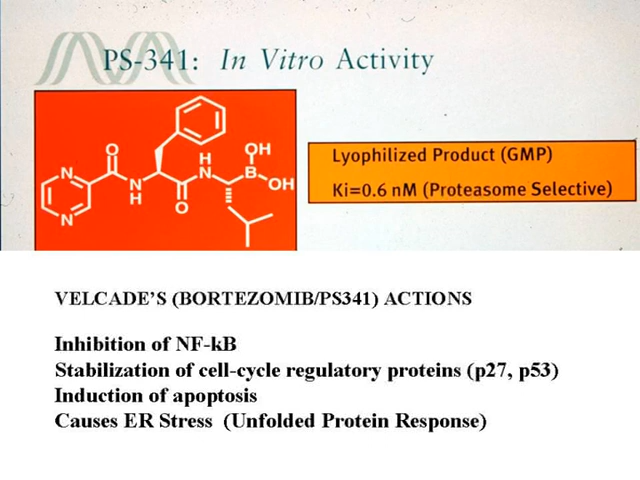 PS-341: In Vitro Activity
Lyophilized Product (GMP)
Ki=0.6 nM (Proteasome Selective)
O
OH
N
H
N
B
OH
N
H
O
N
VELCADE'S (BORTEZOMIB/PS341) ACTIONS
Inhibition of NF-kB
Stabilization of cell-cycle regulatory proteins (p27, p53)
Induction of apoptosis
Causes ER Stress (Unfolded Protein Response)